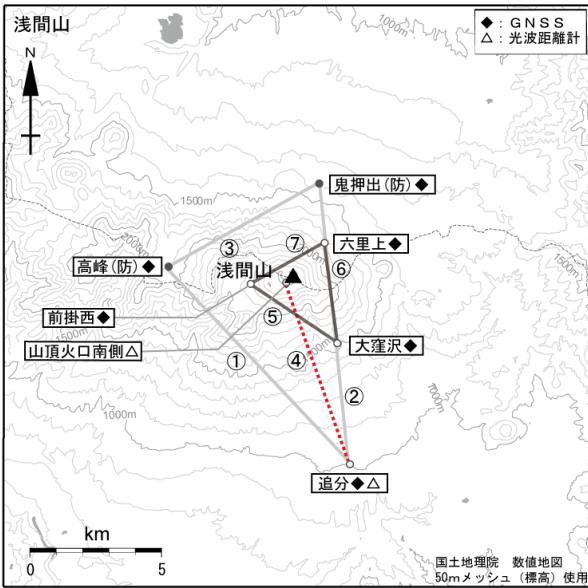 浅間山
◆：GNSS
△：光波距離計
N
1000m
1500m
鬼押出(防)◆
2000m
③
⑦
六里上◆
高峰(防)◆
浅間山
⑥
前掛西◆
⑤
1500m
山頂火口南側△
①
④
大窪沢◆
②
1000m
1000m
追分◆△
km
0
5
国土地理院 数値地図
50mメッシュ（標高）使用